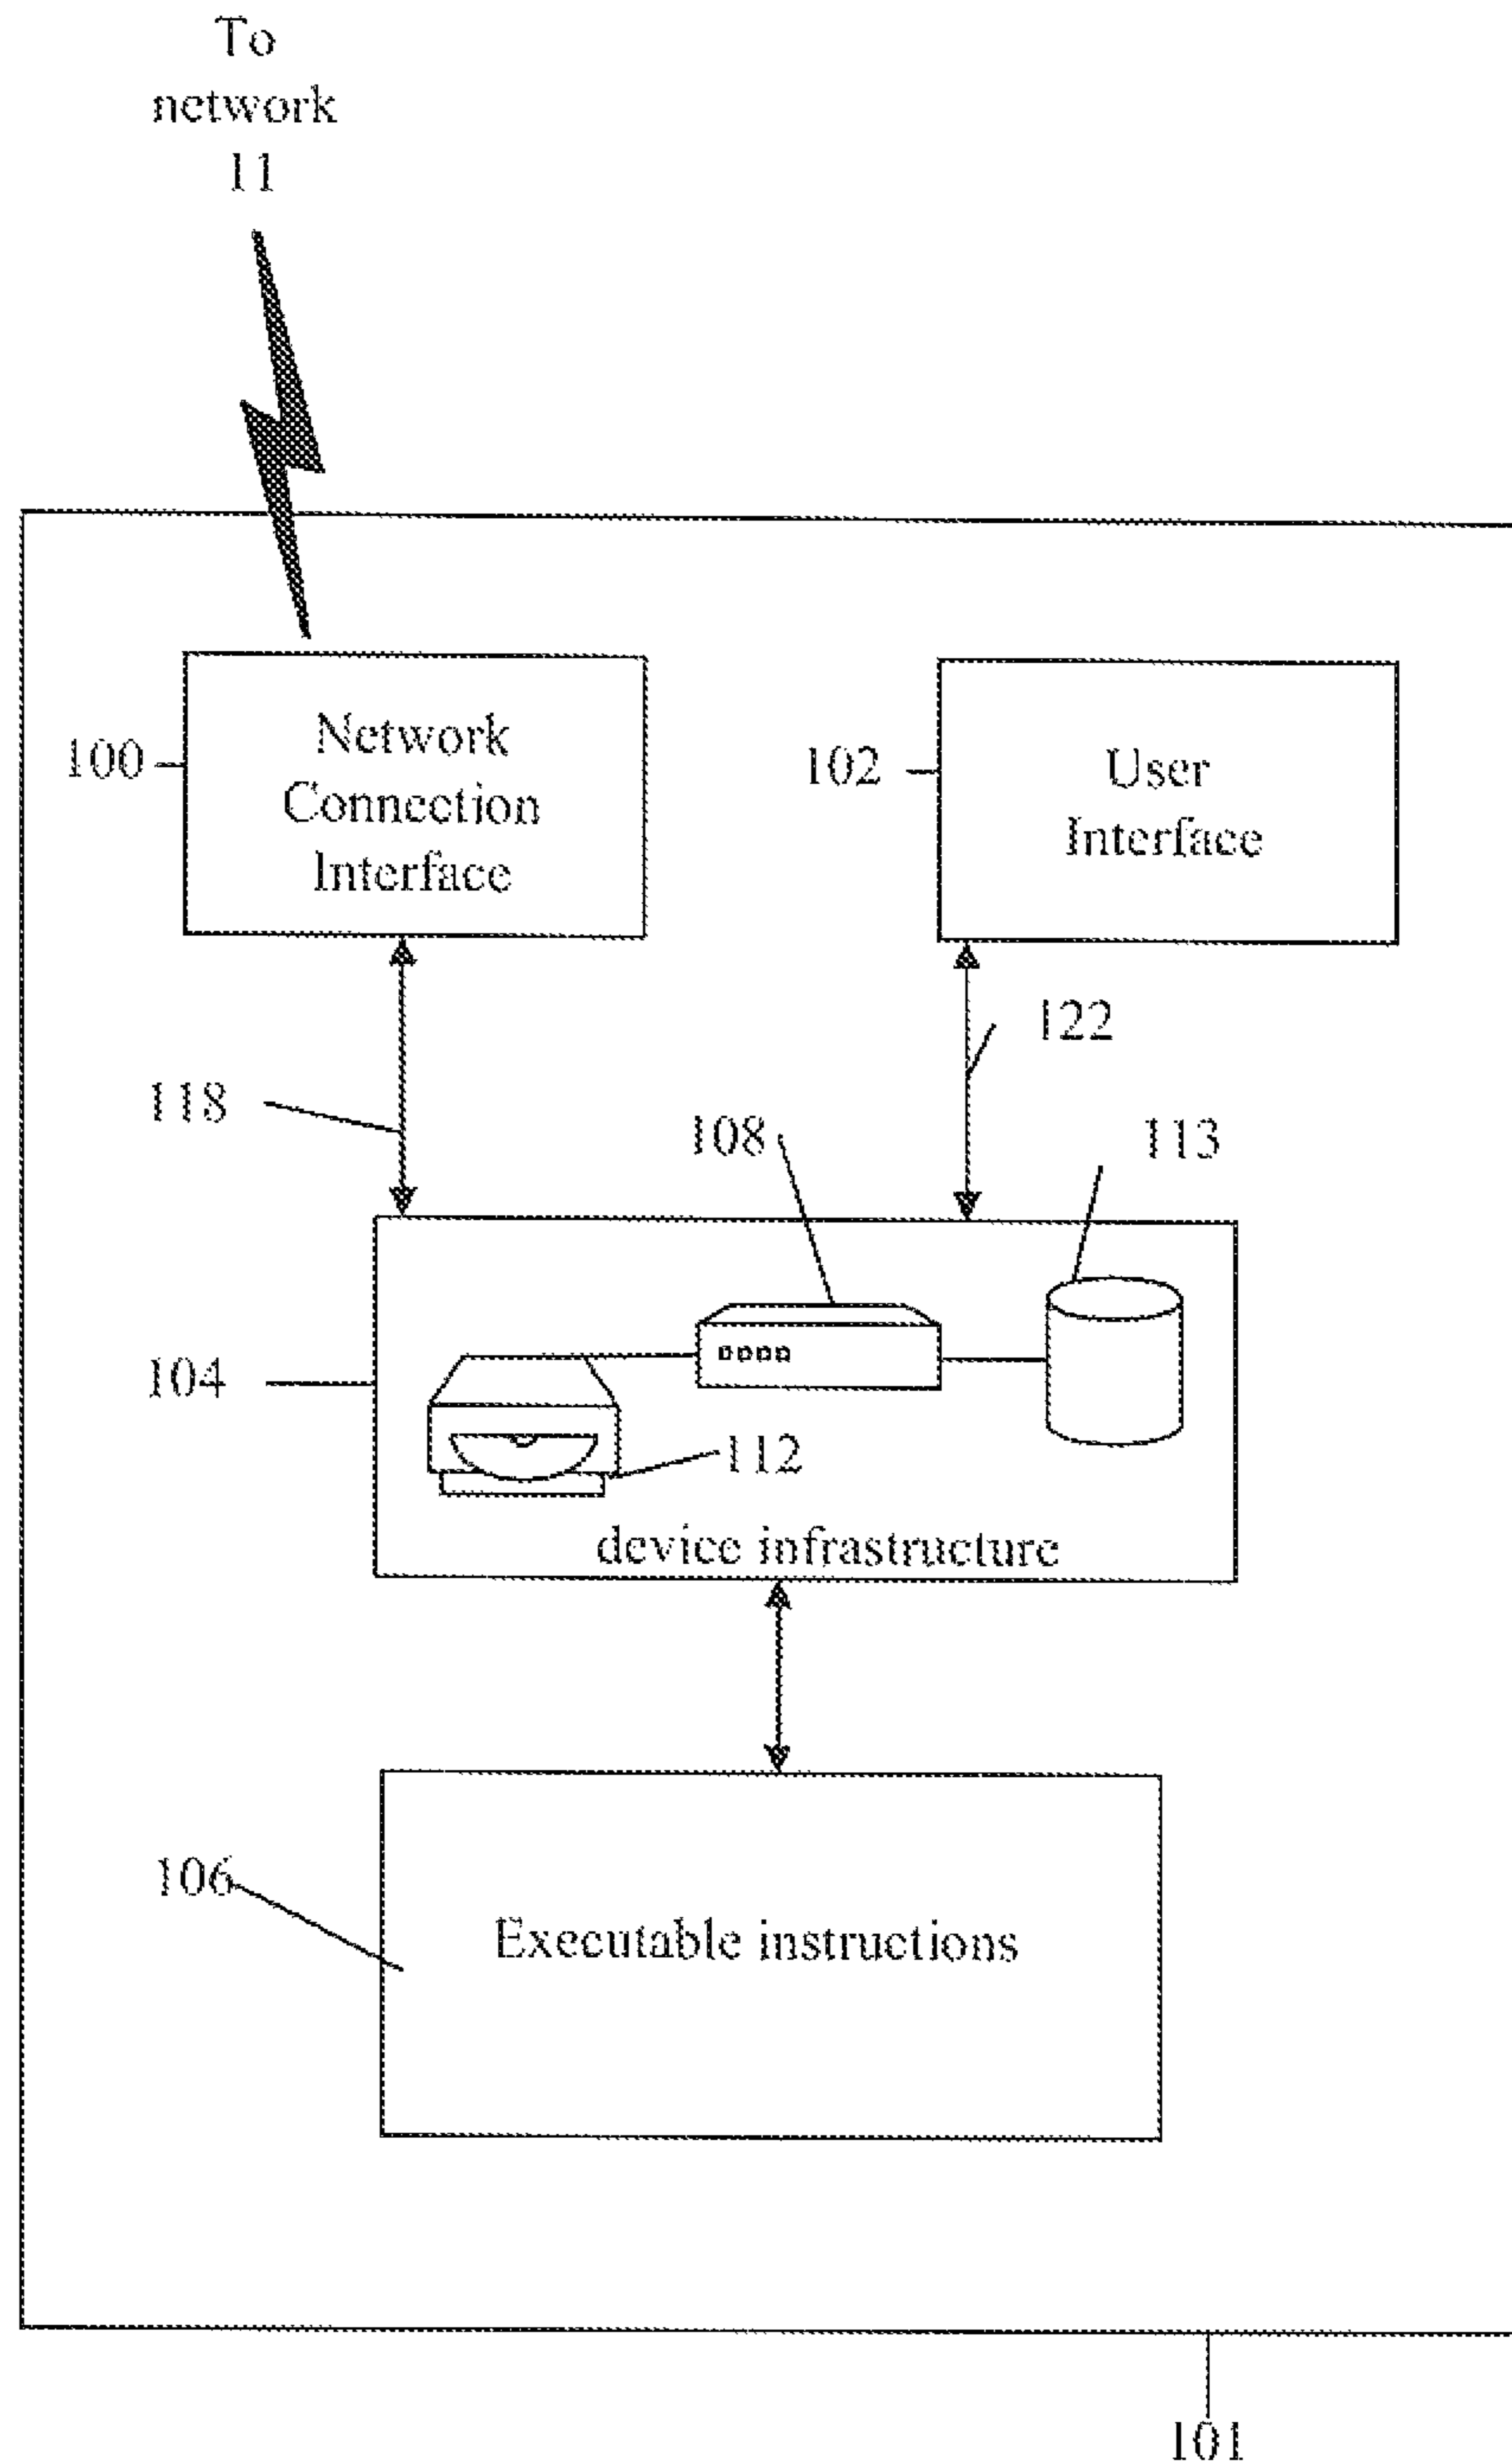 To
network
11
Network
Connection
Interface
100
User
Interface
102
122
118
108
113
104
112
device infrastructure
106
Executable instructions
101